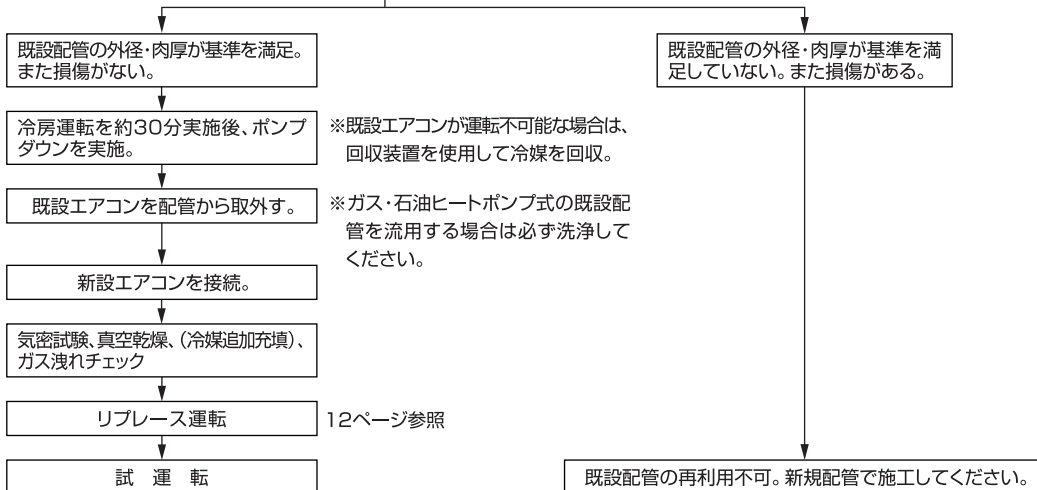 既設配管の外径・肉厚が基準を満足。
また損傷がない。
既設配管の外径・肉厚が基準を満
足していない。また損傷がある。
冷房運転を約30分実施後、ポンプ
ダウンを実施。
※既設エアコンが運転不可能な場合は、
回収装置を使用して冷媒を回収。
既設エアコンを配管から取外す。
※ガス・石油ヒートポンプ式の既設配
管を流用する場合は必ず洗浄して
ください。
新設エアコンを接続。
気密試験、真空乾燥、(冷媒追加充填)、
ガス洩れチェック
リプレース運転
12ページ参照
試 運 転
既設配管の再利用不可。新規配管で施工してください。